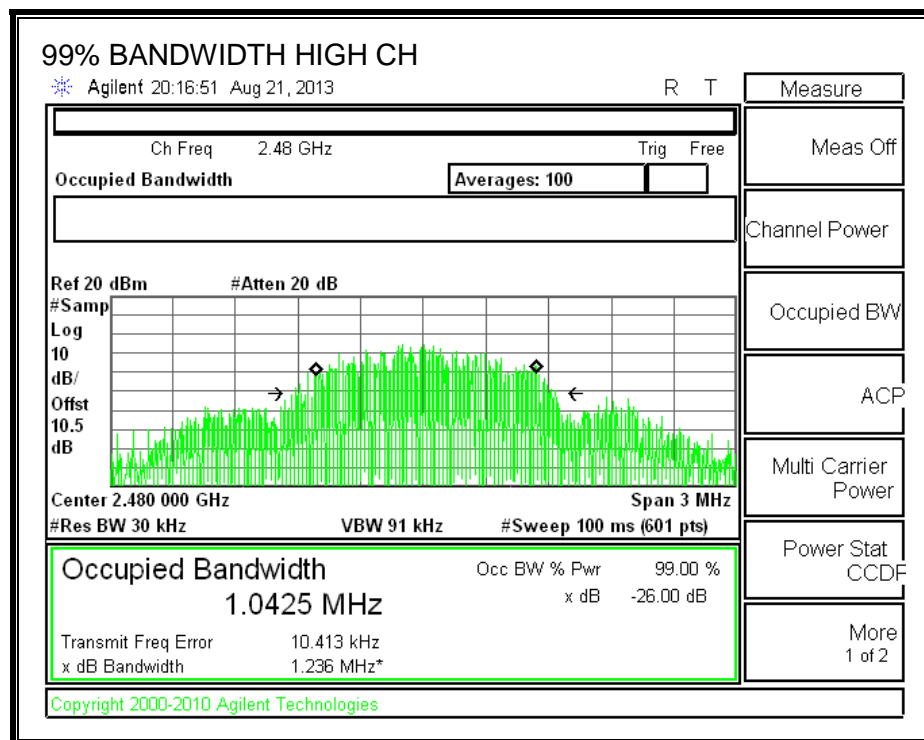 99% BANDWIDTH HIGH CH
Agilent 20:16:51 Aug 21, 2013 R T
Measure
Ch Freq 2.48 GHz Trig Free
Occupied Bandwidth Averages: 100
Ref 20 dBm #Atten 20 dB
#Samp
Log
10
dB/
Offst
10.5
dB
Center 2.480 000 GHz Span 3 MHz
#Res BW 30 kHz VBW 91 kHz #Sweep 100 ms (601 pts)
Occupied Bandwidth Occ BW % Pwr 99.00 %
1.0425 MHz x dB -26.00 dB
Transmit Freq Error 10.413 kHz
x dB Bandwidth 1.236 MHz*
Copyright 2000-2010 Agilent Technologies
Meas Off
Channel Power
Occupied BW
ACP
Multi Carrier
Power
Power Stat
CCDF
More
1 of 2